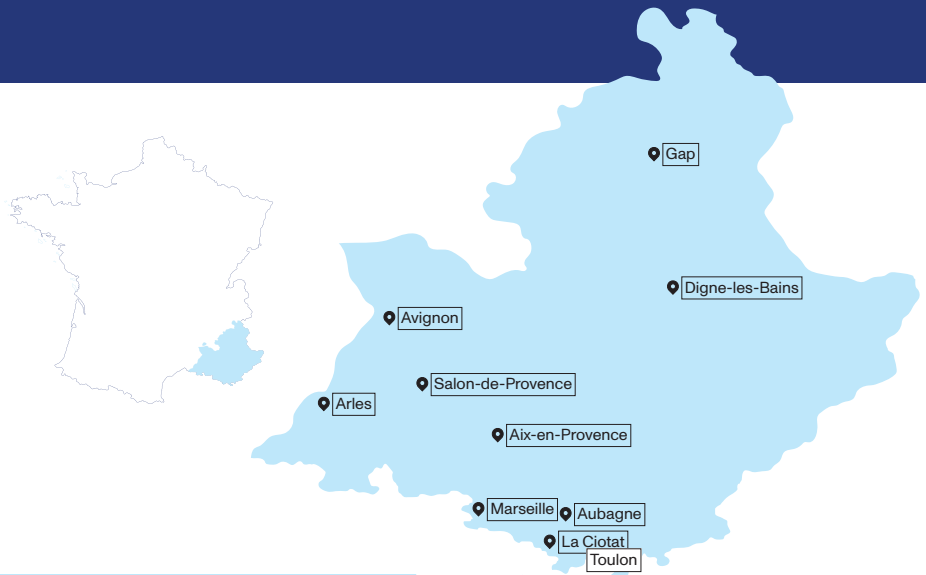 Gap
Digne-les-Bains
Avignon
Salon-de-Provence
Arles
Aix-en-Provence
Marseille
Aubagne
La Ciotat
Toulon